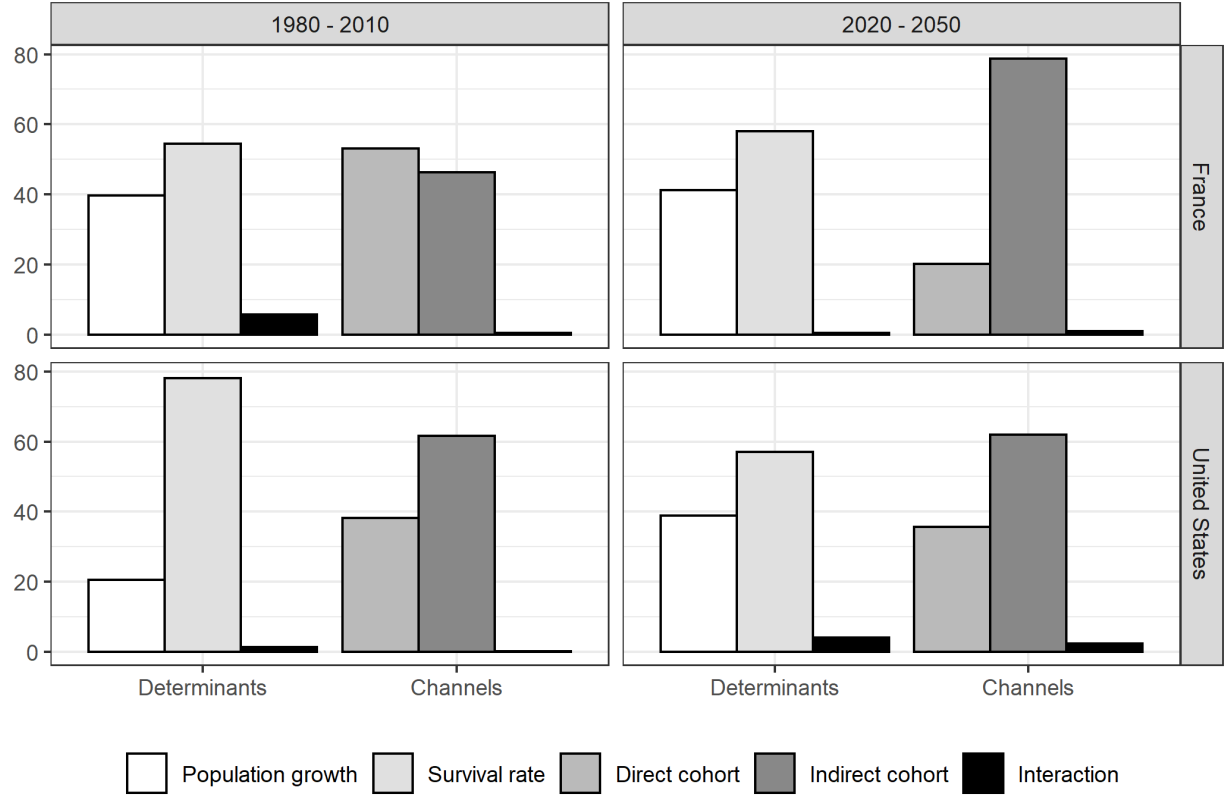 1980 - 2010
2020 - 2050
80
60
40
20
0
France
80
60
40
20
0
United States
Determinants
Channels
Determinants
Channels
Population growth
Survival rate
Direct cohort
Indirect cohort
Interaction